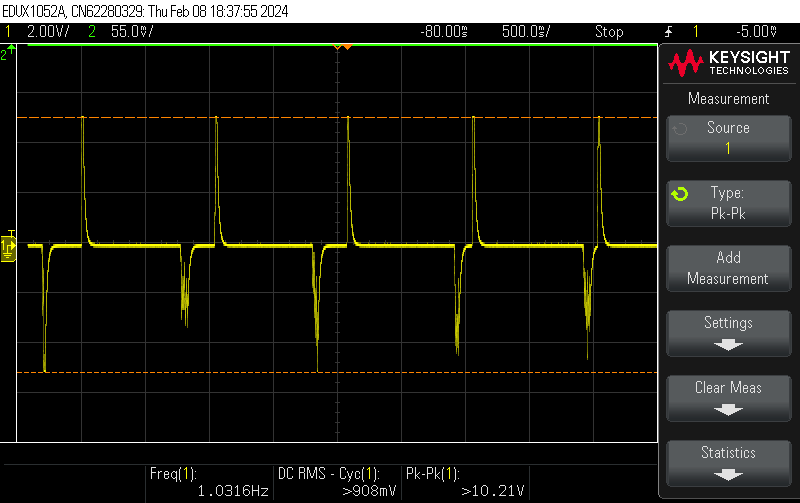 EDUX1052A, CN62280329: Thu Feb 08 18:37:55 2024
1 2.00V/ 2 55.0V/ -80.00% 500.0%/ Stop 1 -5.00V
2
KEYSIGHT
TECHNOLOGIES
Measurement
Source
1
Type:
Pk-Pk
Add
Measurement
Settings
Clear Meas
Statistics
T
1
Freq(1):
1.0316Hz
DC RMS - Cyc(1):
>908mV
Pk-Pk(1):
>10.21V